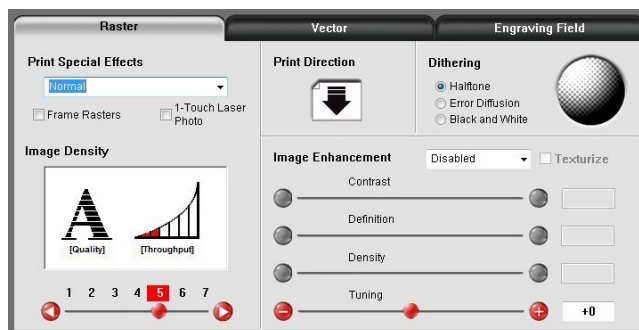 Raster
Vector
Engraving Field
Print Special Effects
Normal
Frame Rasters
1-Touch Laser
Photo
Print Direction
Dithering
Halftone
Error Diffusion
Black and White
Image Density
A
[Quality]
[Throughput]
1 2 3 4 5 6 7
Image Enhancement
Disabled
Texturize
Contrast
Definition
Density
Tuning
+0